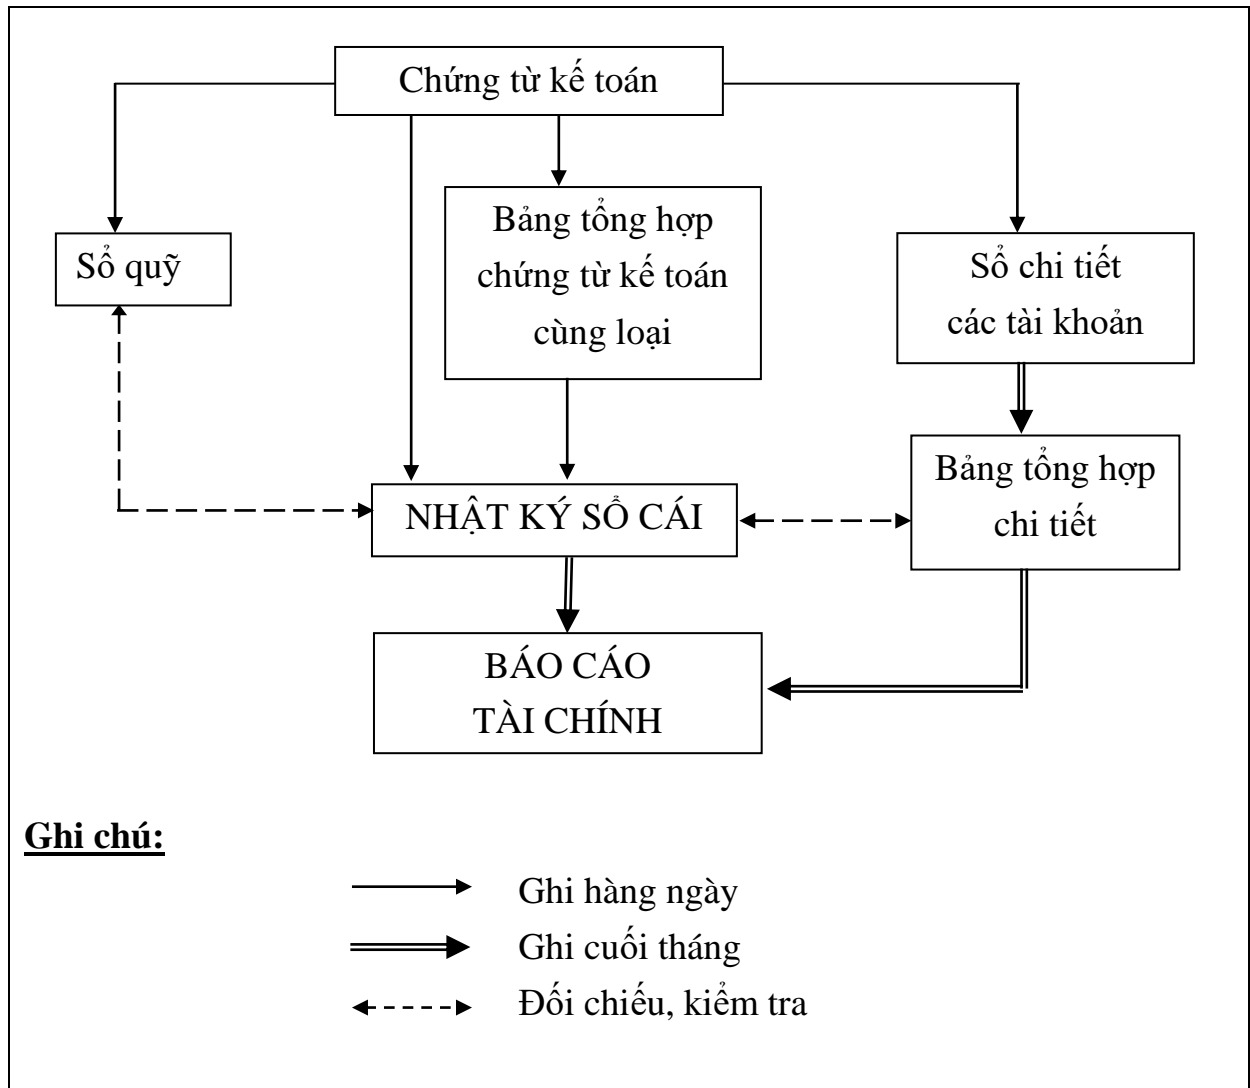 Chứng từ kế toán
Sổ quỹ
Bảng tổng hợp
chứng từ kế toán
cùng loại
Sổ chi tiết
các tài khoản
Bảng tổng hợp
chi tiết
NHẬT KÝ SỔ CÁI
BÁO CÁO
TÀI CHÍNH
Ghi chú:
Ghi hàng ngày
Ghi cuối tháng
Đối chiếu, kiểm tra